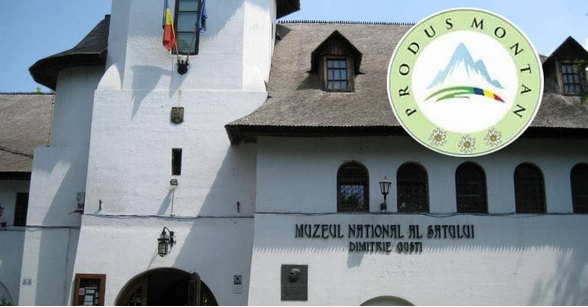 PRODUS MONTAN
MUZEUL NATIONAL AL SATULUI
DIMITRIE GUSTI